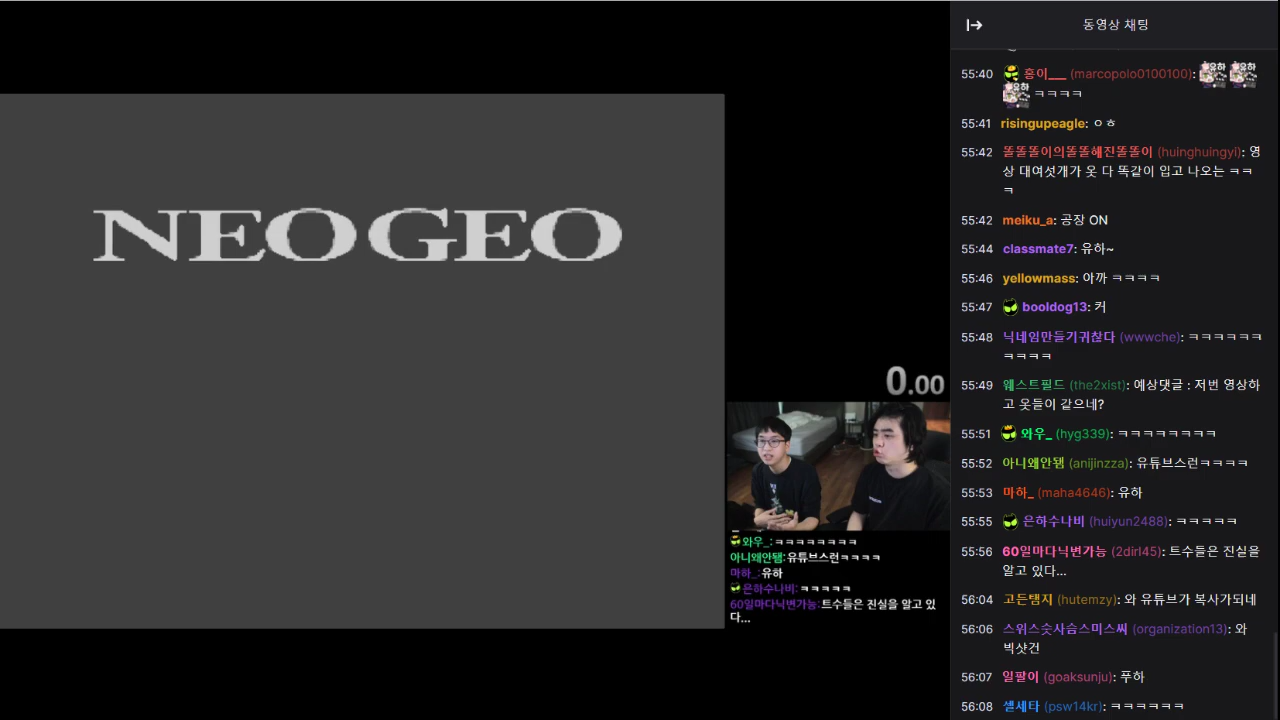 동영상 채팅
55:40 홍이___ (marcopolo0100100): 유하 유하
유하 ㅋㅋㅋㅋ
55:41 risingupeagle: ㅇㅎ
55:42 똘똘똘이의똘똘해진똘똘이 (huinghuingyi): 영
상 대여섯개가 옷 다 똑같이 입고 나오는 ㅋㅋ
ㅋ
55:42 meiku_a: 공장 ON
55:44 classmate7: 유하~
55:46 yellowmass: 아까 ㅋㅋㅋㅋ
55:47 booldog13: 커
55:48 닉네임만들기귀찮다 (wwwche): ㅋㅋㅋㅋㅋㅋ
ㅋㅋㅋㅋ
55:49 웨스트필드 (the2xist): 예상댓글 : 저번 영상하
고 옷들이 같으네?
55:51 와우_ (hyg339): ㅋㅋㅋㅋㅋㅋㅋㅋ
55:52 아니왜안됌 (anijinzza): 유튜브스런ㅋㅋㅋㅋ
55:53 마하_ (maha4646): 유하
55:55 은하수나비 (huiyun2488): ㅋㅋㅋㅋㅋ
55:56 60일마다닉변가능 (2dirl45): 트수들은 진실을
알고 있다...
56:04 고든탬지 (hutemzy): 와 유튜브가 복사가되네
56:06 스위스숫사슴스미스씨 (organization13): 와
빅샷건
56:07 일팔이 (goaksunju): 푸하
56:08 셀세타 (psw14kr): ㅋㅋㅋㅋㅋㅋ
NEOGEO
0.00
와우_: ㅋㅋㅋㅋㅋㅋㅋㅋ
아니왜안됌: 유튜브스런ㅋㅋㅋㅋ
마하_: 유하
은하수나비: ㅋㅋㅋㅋㅋ
60일마다닉변가능: 트수들은 진실을 알고 있
다...